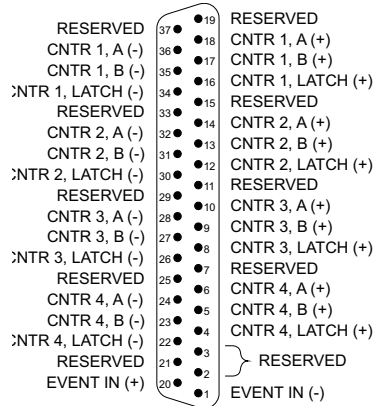 RESERVED 37 19 RESERVED
CNTR 1, A (-) 36 18 CNTR 1, A (+)
CNTR 1, B (-) 35 17 CNTR 1, B (+)
CNTR 1, LATCH (-) 34 16 CNTR 1, LATCH (+)
RESERVED 33 15 RESERVED
CNTR 2, A (-) 32 14 CNTR 2, A (+)
CNTR 2, B (-) 31 13 CNTR 2, B (+)
CNTR 2, LATCH (-) 30 12 CNTR 2, LATCH (+)
RESERVED 29 11 RESERVED
CNTR 3, A (-) 28 10 CNTR 3, A (+)
CNTR 3, B (-) 27 9 CNTR 3, B (+)
CNTR 3, LATCH (-) 26 8 CNTR 3, LATCH (+)
RESERVED 25 7 RESERVED
CNTR 4, A (-) 24 6 CNTR 4, A (+)
CNTR 4, B (-) 23 5 CNTR 4, B (+)
CNTR 4, LATCH (-) 22 4 CNTR 4, LATCH (+)
RESERVED 21 3 RESERVED
2
EVENT IN (+) 20 1 EVENT IN (-)